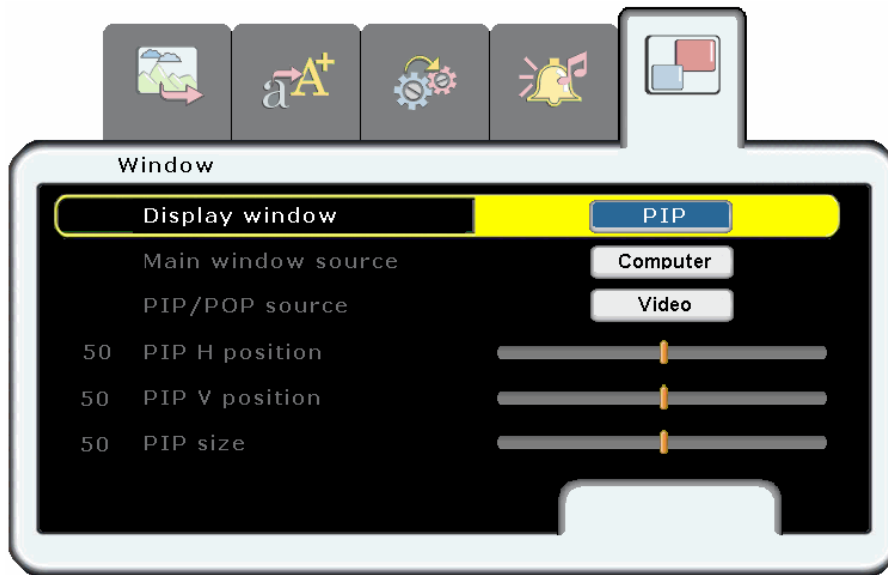 aA+
Window
Display window PIP
Main window source Computer
PIP/POP source Video
50 PIP H position
50 PIP V position
50 PIP size